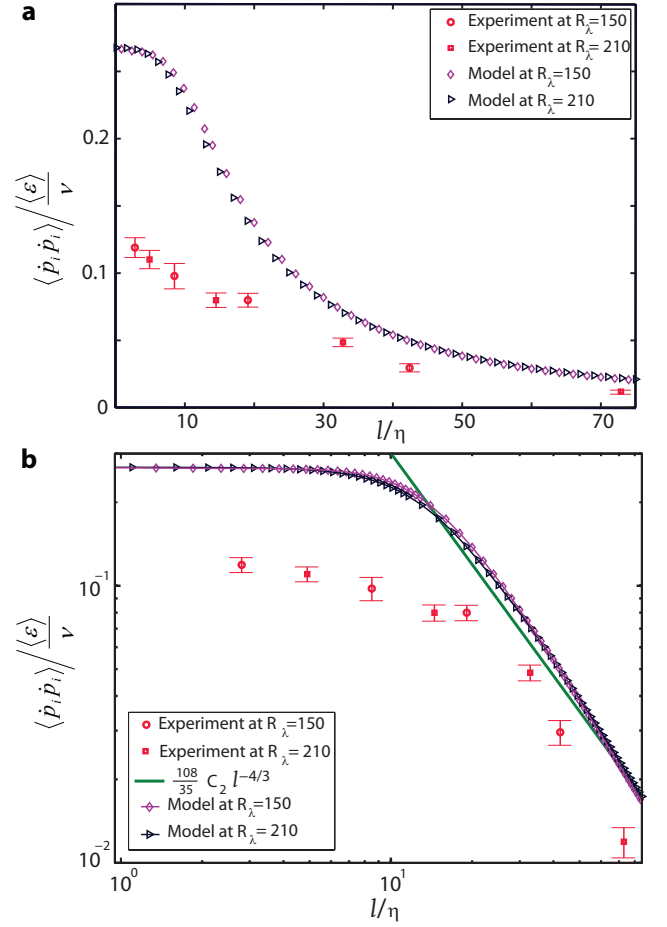 a
Experiment at R_λ=150
Experiment at R_λ=210
Model at R_λ=150
Model at R_λ= 210
0.2
0.1
0
⟨ṗ_i ṗ_i⟩ / ⟨ε⟩/ν
10
30
50
70
l/η
b
10^-1
10^-2
⟨ṗ_i ṗ_i⟩ / ⟨ε⟩/ν
Experiment at R_λ=150
Experiment at R_λ=210
108/35 C_2 l^-4/3
Model at R_λ=150
Model at R_λ= 210
10^0
10^1
l/η